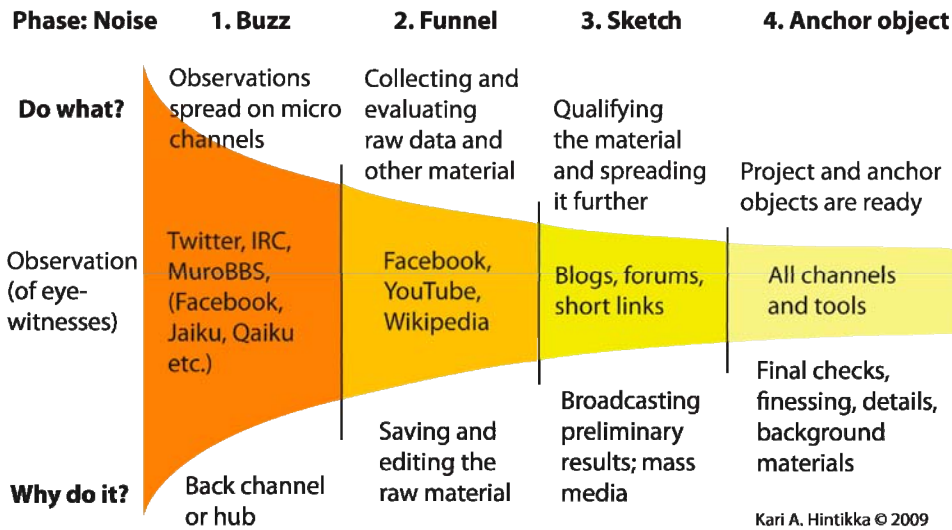 Phase: Noise
1. Buzz
2. Funnel
3. Sketch
4. Anchor object
Do what?
Observations
spread on micro
channels
Collecting and
evaluating
raw data and
other material
Qualifying
the material
and spreading
it further
Project and anchor
objects are ready
Observation
(of eye-
witnesses)
Twitter, IRC,
MuroBBS,
(Facebook,
Jaiku, Qaiku
etc.)
Facebook,
YouTube,
Wikipedia
Blogs, forums,
short links
All channels
and tools
Why do it?
Back channel
or hub
Saving and
editing the
raw material
Broadcasting
preliminary
results; mass
media
Final checks,
finessing, details,
background
materials
Kari A. Hintikka © 2009